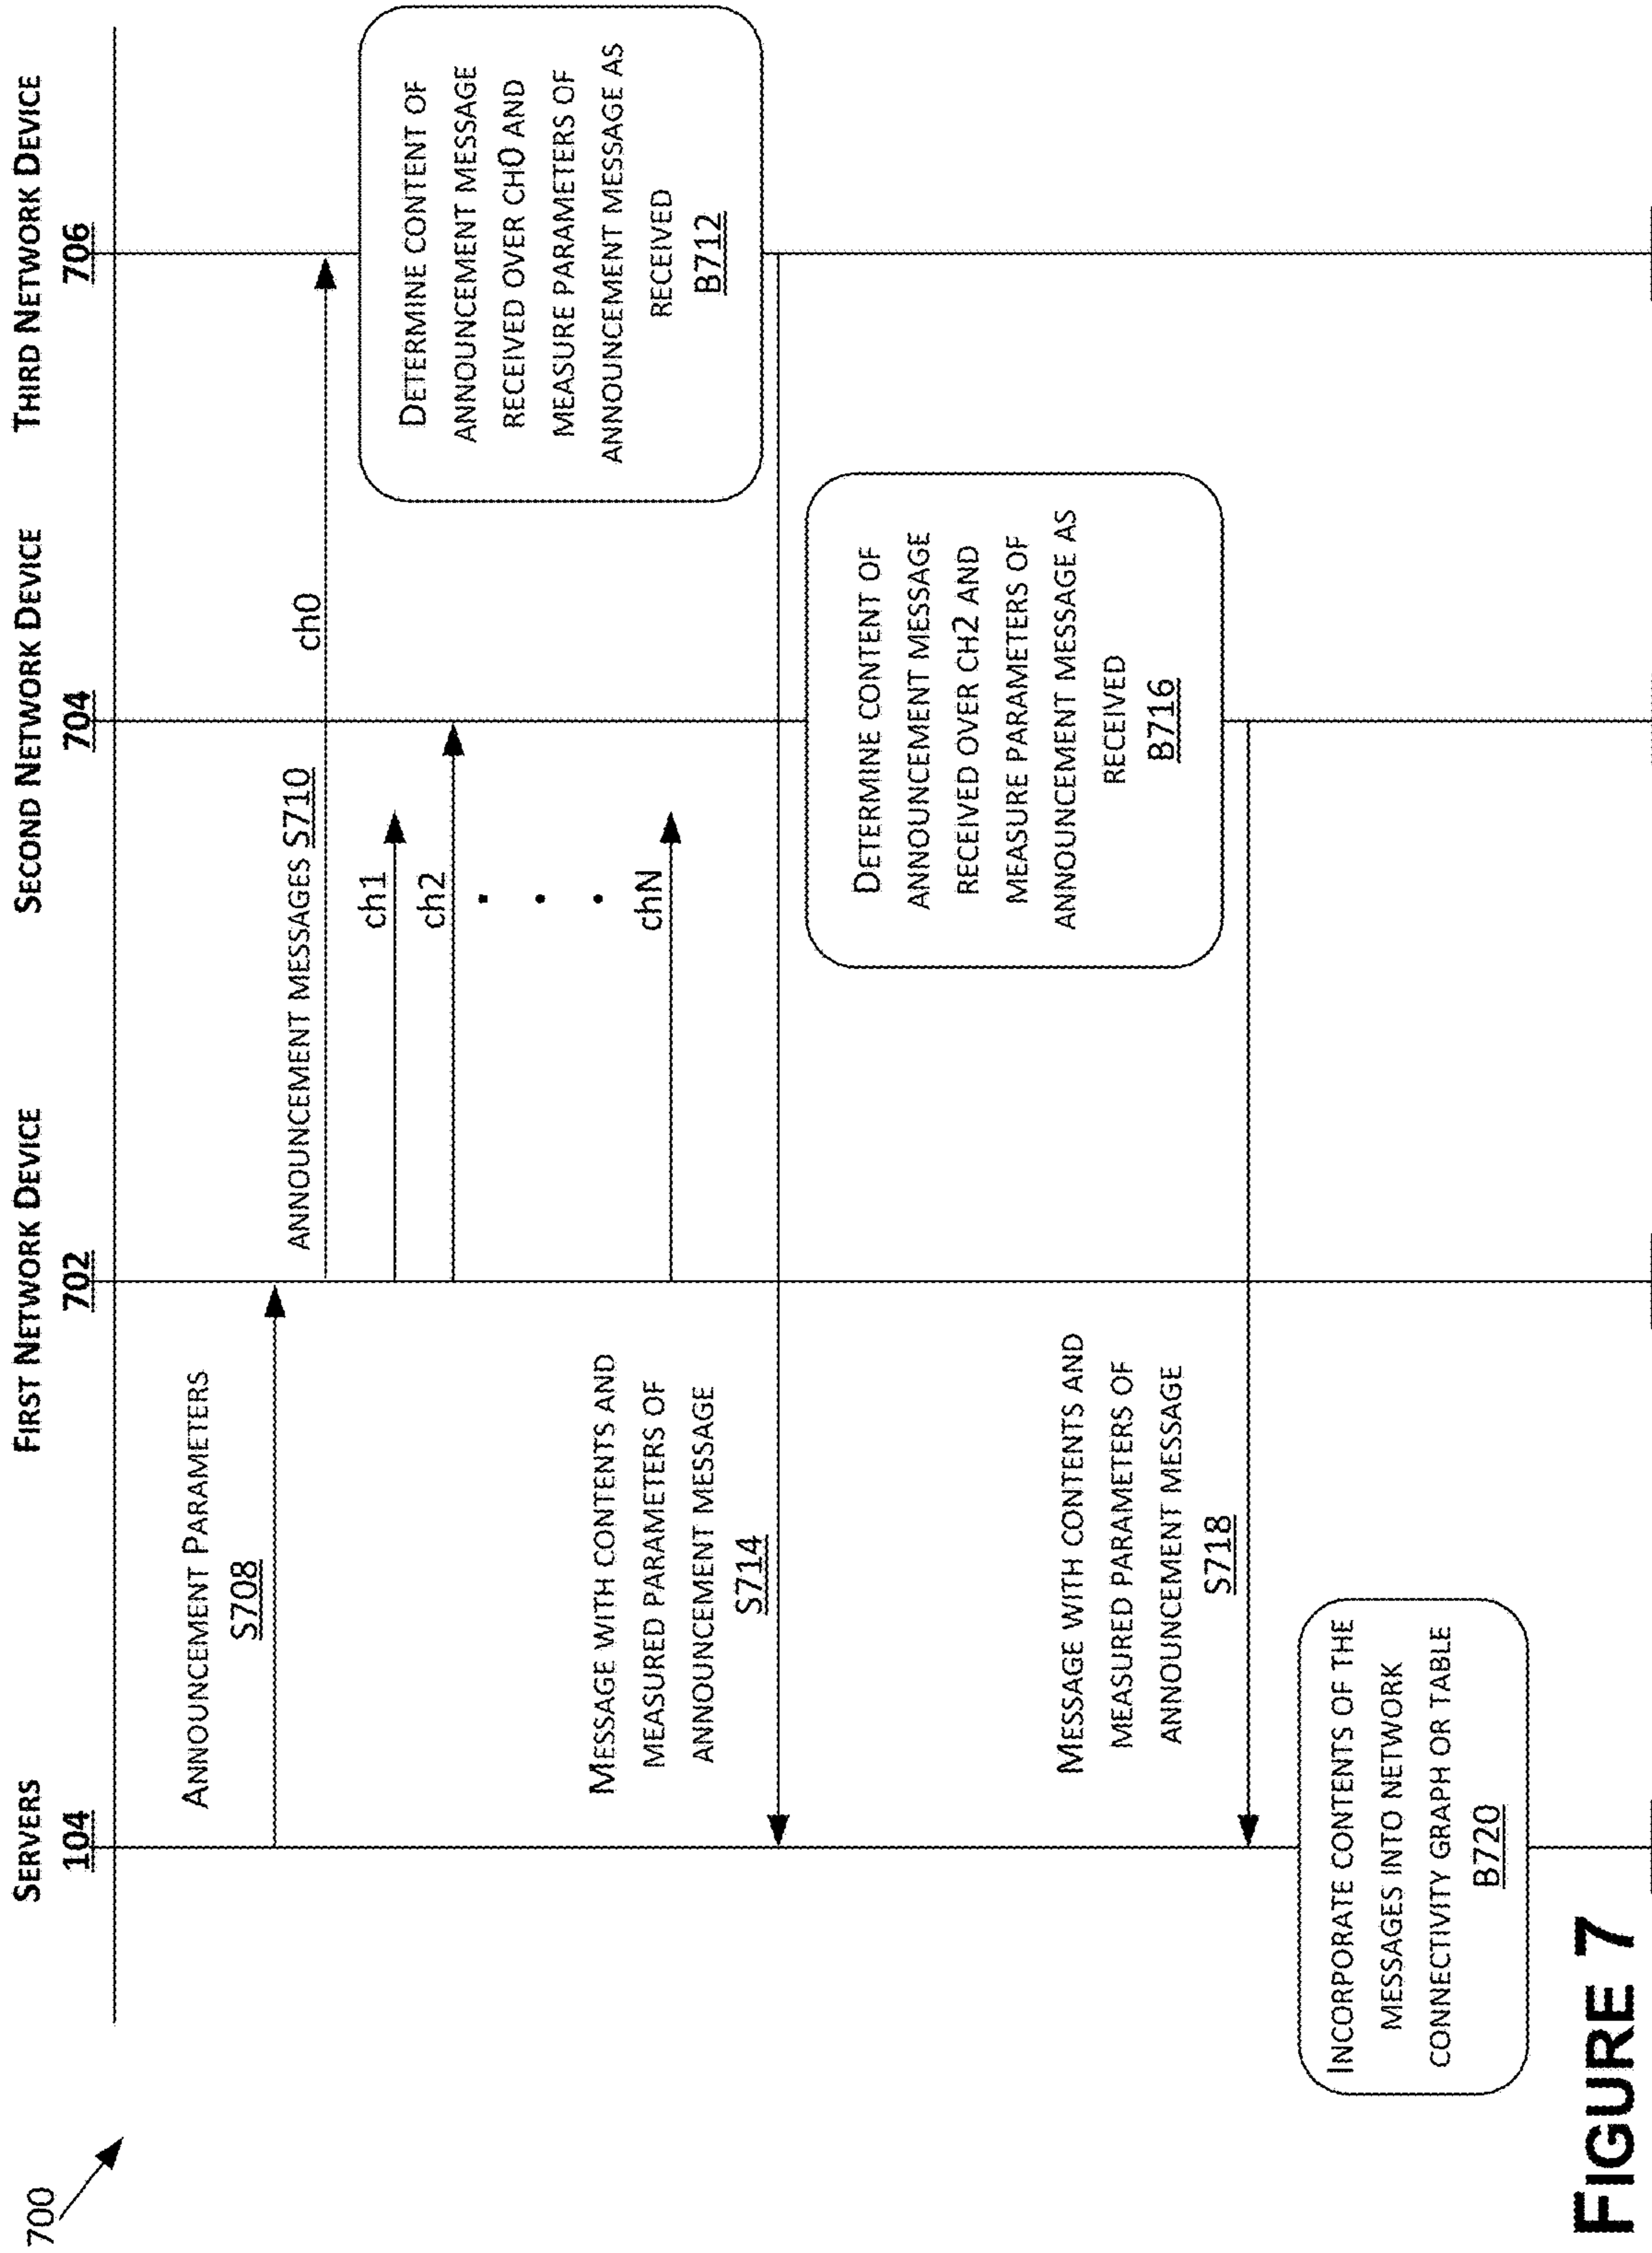 700
SERVERS
104
FIRST NETWORK DEVICE
702
SECOND NETWORK DEVICE
704
THIRD NETWORK DEVICE
706
ANNOUNCEMENT PARAMETERS
S708
ANNOUNCEMENT MESSAGES S710
ch0
ch1
ch2
. . .
chN
DETERMINE CONTENT OF
ANNOUNCEMENT MESSAGE
RECEIVED OVER CH0 AND
MEASURE PARAMETERS OF
ANNOUNCEMENT MESSAGE AS
RECEIVED
B712
MESSAGE WITH CONTENTS AND
MEASURED PARAMETERS OF
ANNOUNCEMENT MESSAGE
S714
DETERMINE CONTENT OF
ANNOUNCEMENT MESSAGE
RECEIVED OVER CH2 AND
MEASURE PARAMETERS OF
ANNOUNCEMENT MESSAGE AS
RECEIVED
B716
MESSAGE WITH CONTENTS AND
MEASURED PARAMETERS OF
ANNOUNCEMENT MESSAGE
S718
INCORPORATE CONTENTS OF THE
MESSAGES INTO NETWORK
CONNECTIVITY GRAPH OR TABLE
B720
FIGURE 7